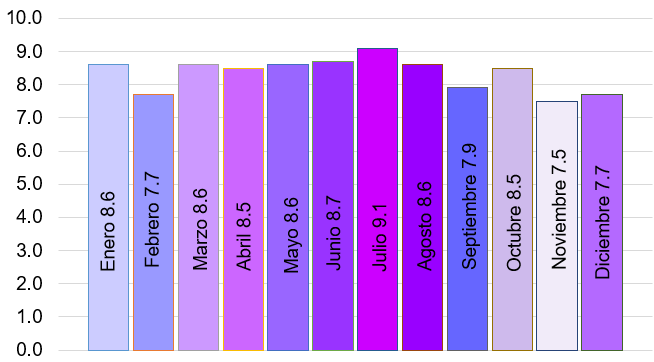 10.0
9.0
8.0
7.0
6.0
5.0
4.0
3.0
2.0
1.0
0.0
Enero 8.6
Febrero 7.7
Marzo 8.6
Abril 8.5
Mayo 8.6
Junio 8.7
Julio 9.1
Agosto 8.6
Septiembre 7.9
Octubre 8.5
Noviembre 7.5
Diciembre 7.7